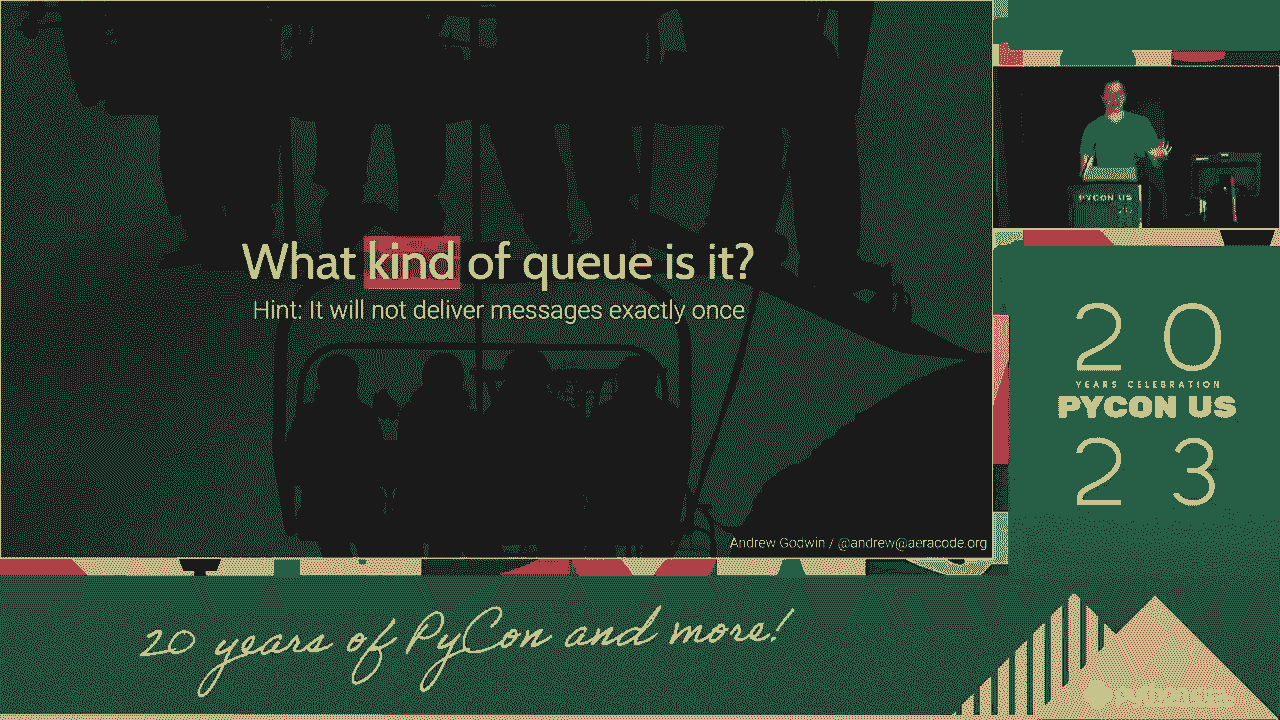 What kind of queue is it?
Hint: It will not deliver messages exactly once
Andrew Godwin / @andrew@aeracode.org
PYCON US
20
YEARS CELEBRATION
PYCON US
23
20 years of PyCon and more!